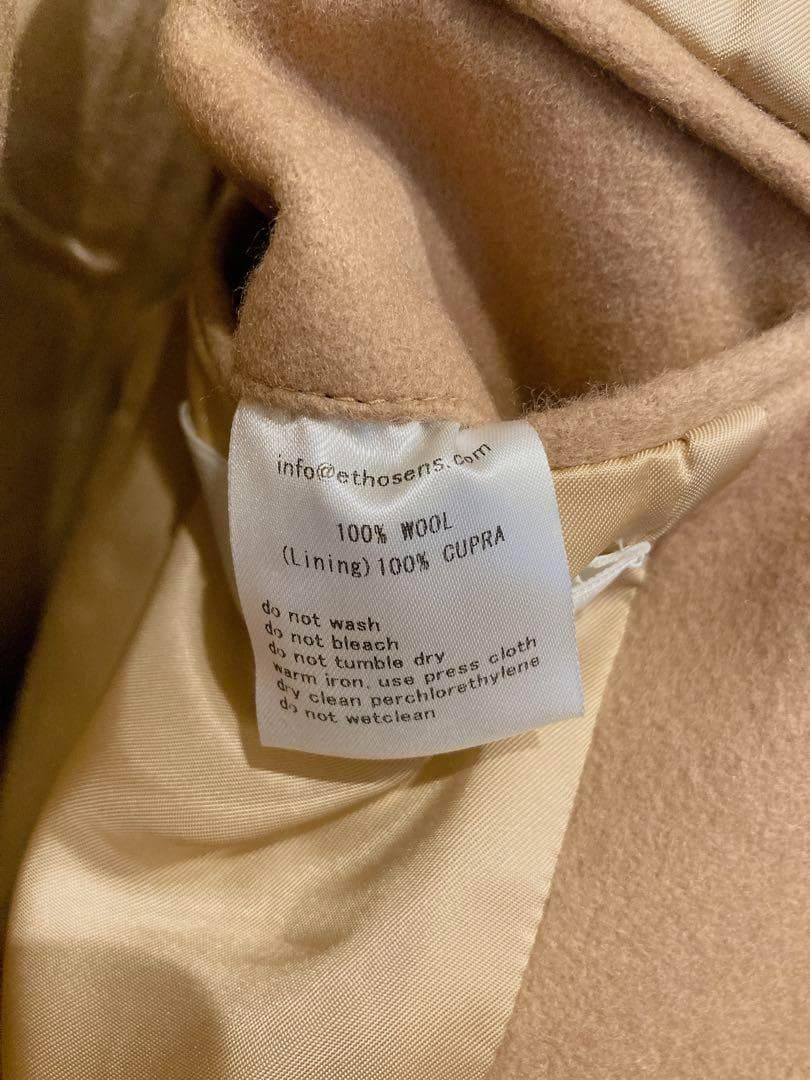 info@ethosens.com
100% WOOL
(Lining)100% CUPRA
do not wash
do not bleach
do not tumble dry
warm iron, use press cloth
dry clean perchlorethylene
do not wetclean